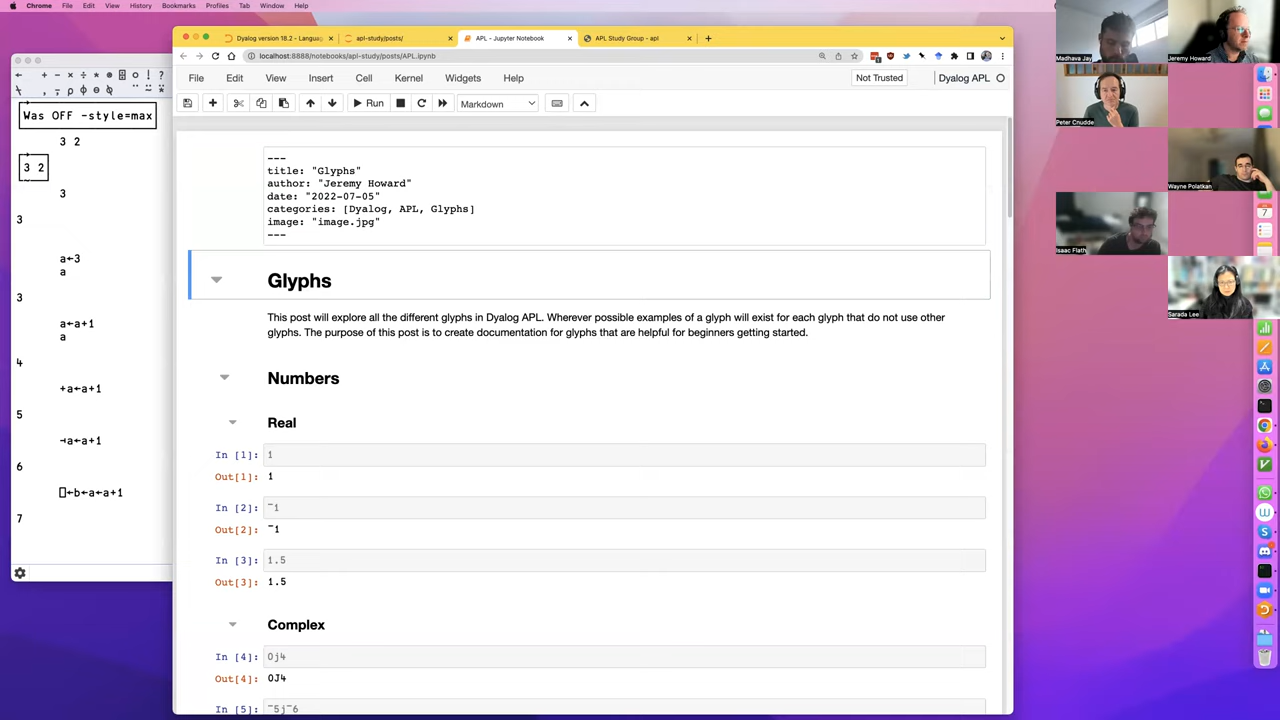 Chrome File Edit View History Bookmarks Profiles Tab Window Help
Dyalog version 18.2 - Langua
apl-study/posts/
APL - Jupyter Notebook
APL Study Group - apl
localhost:8888/notebooks/apl-study/posts/APL.ipynb
File Edit View Insert Cell Kernel Widgets Help
Not Trusted
Dyalog APL
Run
Markdown
Was OFF -style=max
3 2
3 2
3
3
a←3
a
3
a←a+1
a
4
+a←a+1
5
⊣a←a+1
6
⎕←b←a←a+1
7
---
title: "Glyphs"
author: "Jeremy Howard"
date: "2022-07-05"
categories: [Dyalog, APL, Glyphs]
image: "image.jpg"
---
Glyphs
This post will explore all the different glyphs in Dyalog APL. Wherever possible examples of a glyph will exist for each glyph that do not use other
glyphs. The purpose of this post is to create documentation for glyphs that are helpful for beginners getting started.
Numbers
Real
In [1]: 1
Out[1]: 1
In [2]: ¯1
Out[2]: ¯1
In [3]: 1.5
Out[3]: 1.5
Complex
In [4]: 0j4
Out[4]: 0J4
In [5]: ¯5j¯6
Madhava Jay
Jeremy Howard
Peter Cnudde
Wayne Polatkan
Isaac Flath
Sarada Lee
7